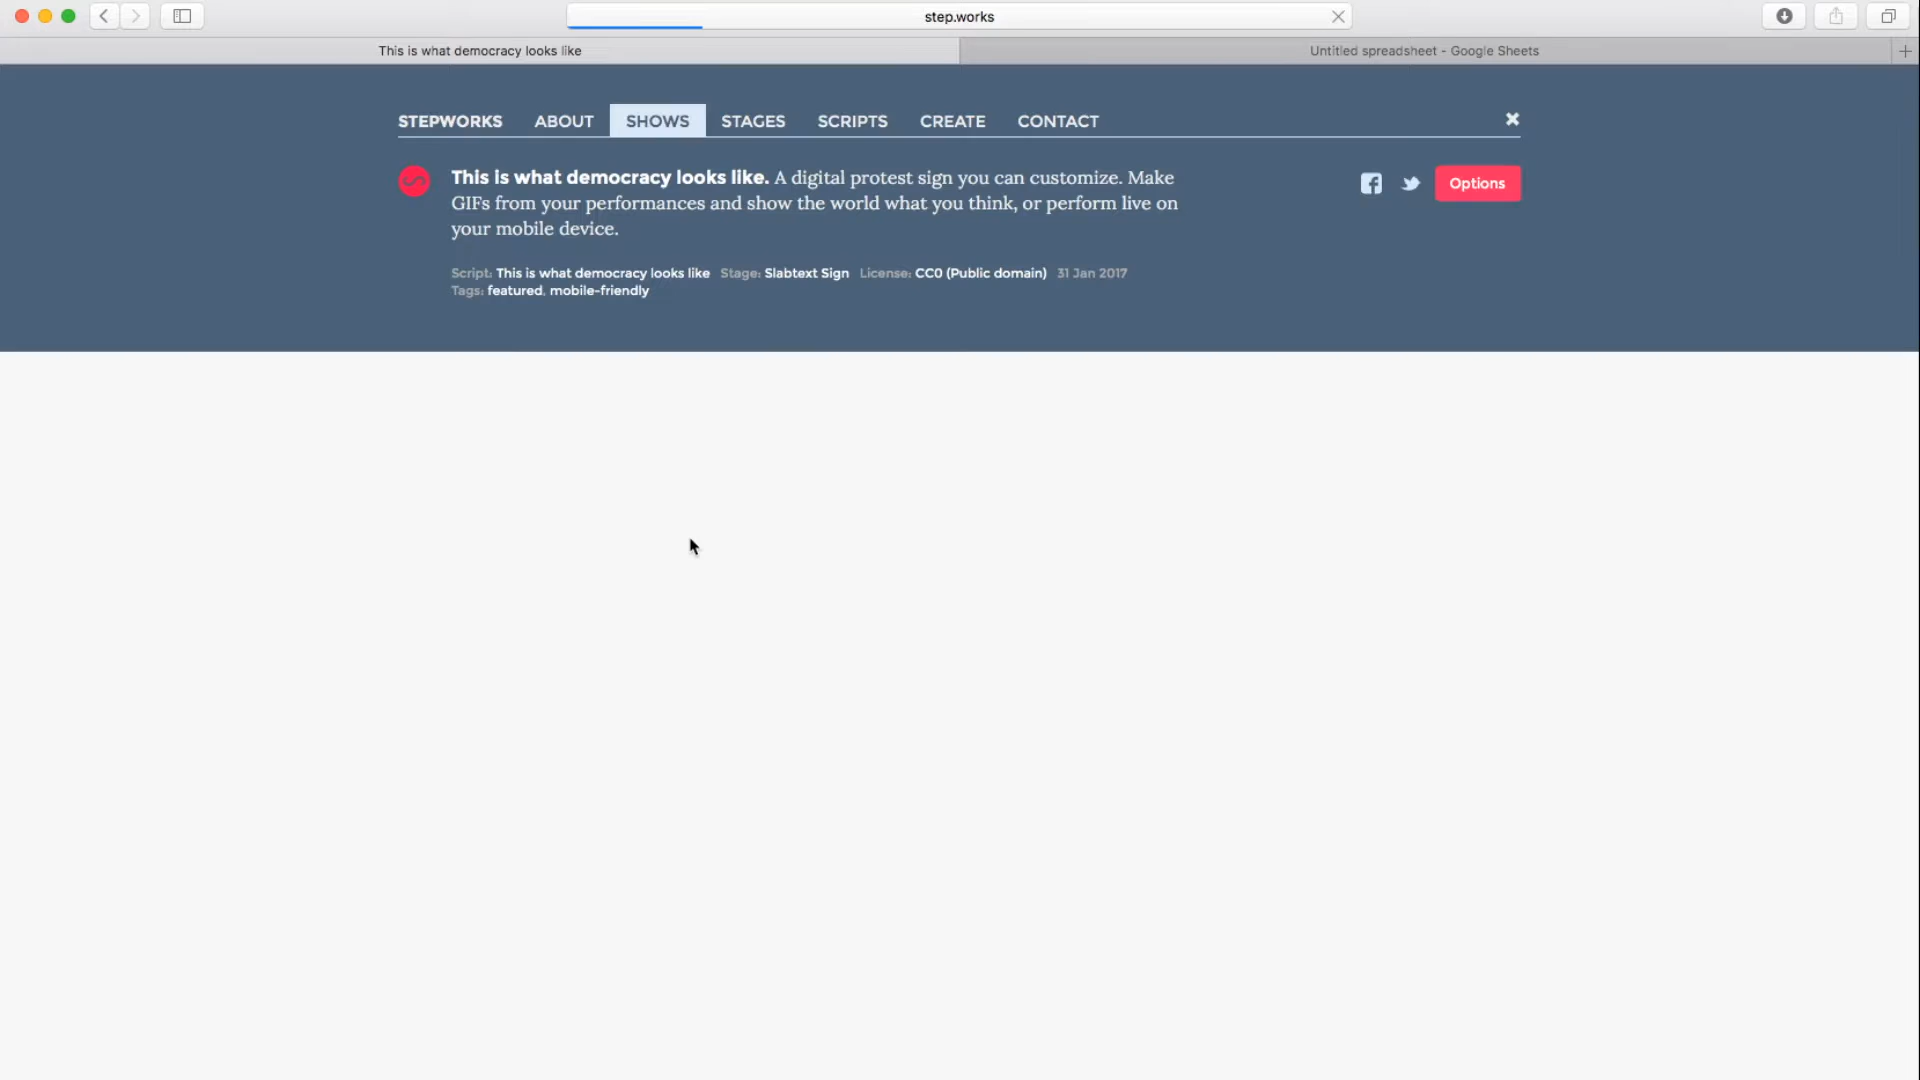 step.works
This is what democracy looks like
Untitled spreadsheet - Google Sheets
STEPWORKS ABOUT SHOWS STAGES SCRIPTS CREATE CONTACT
This is what democracy looks like. A digital protest sign you can customize. Make
GIFs from your performances and show the world what you think, or perform live on
your mobile device.
Options
Script: This is what democracy looks like Stage: Slabtext Sign License: CC0 (Public domain) 31 Jan 2017
Tags: featured, mobile-friendly